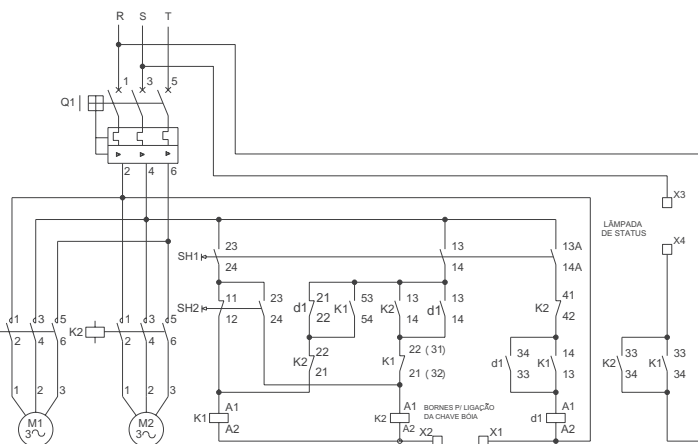 R S T
1 3 5
Q1
2 4 6
X3
LÂMPADA
DE STATUS
X4
23 13 13A
SH1
24 14 14A
11 23 21 53 13 13 41
SH2 d1 K1 K2 d1 K2
12 24 22 54 14 14 42
1 3 5 K2 1 3 5
2 4 6 2 4 6
22 22 ( 31) 34 14 33 33
K2 K1 d1 K1 K2 K1
21 21 ( 32) 33 13 34 34
1 2 3 1 2 3
A1 A1 BORNES P/ LIGAÇÃO A1
K1 K2 DA CHAVE BÓIA d1
A2 A2 X2 X1 A2
M1 M2
3 3